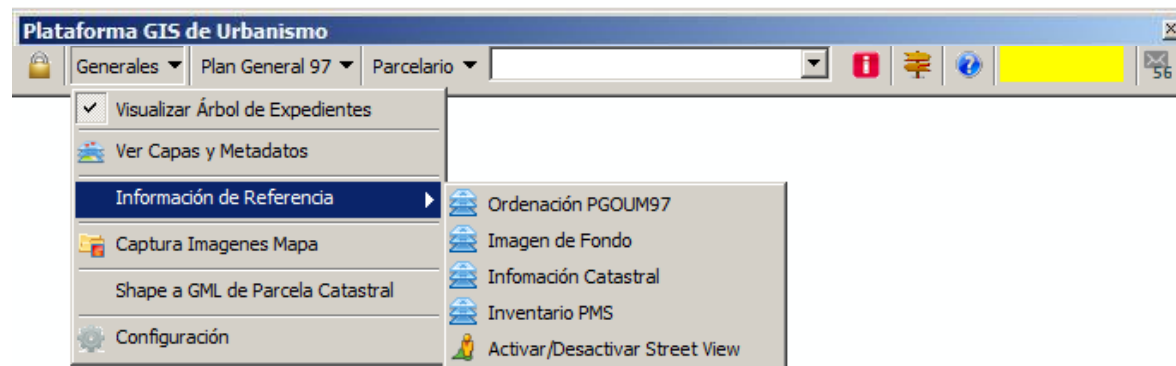 Plataforma GIS de Urbanismo
Generales Plan General 97 Parcelario 56
Visualizar Árbol de Expedientes
Ver Capas y Metadatos
Información de Referencia
Captura Imagenes Mapa
Shape a GML de Parcela Catastral
Configuración
Ordenación PGOUM97
Imagen de Fondo
Infomación Catastral
Inventario PMS
Activar/Desactivar Street View